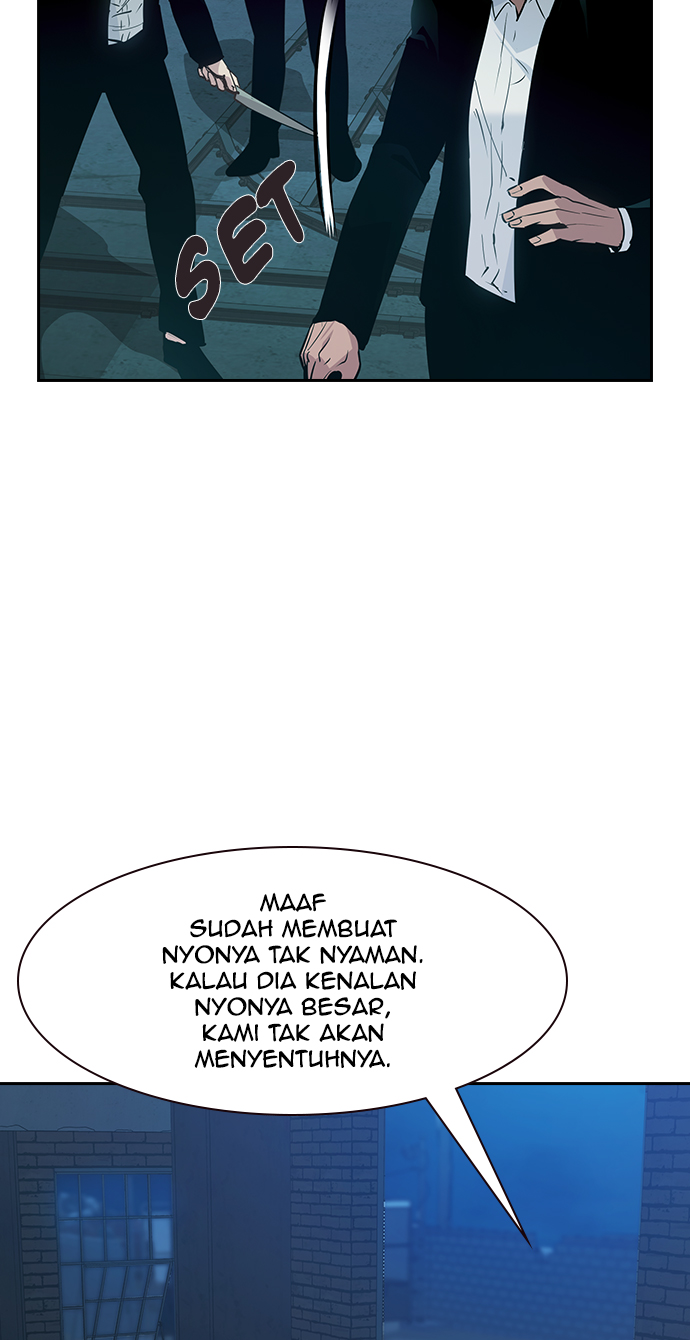 SET
MAAF
SUDAH MEMBUAT
NYONYA TAK NYAMAN.
KALAU DIA KENALAN
NYONYA BESAR,
KAMI TAK AKAN
MENYENTUHNYA.